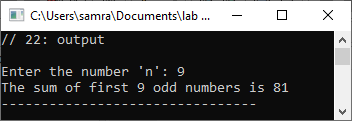 C:\Users\samra\Documents\lab ...
// 22: output
Enter the number 'n': 9
The sum of first 9 odd numbers is 81
--------------------------------